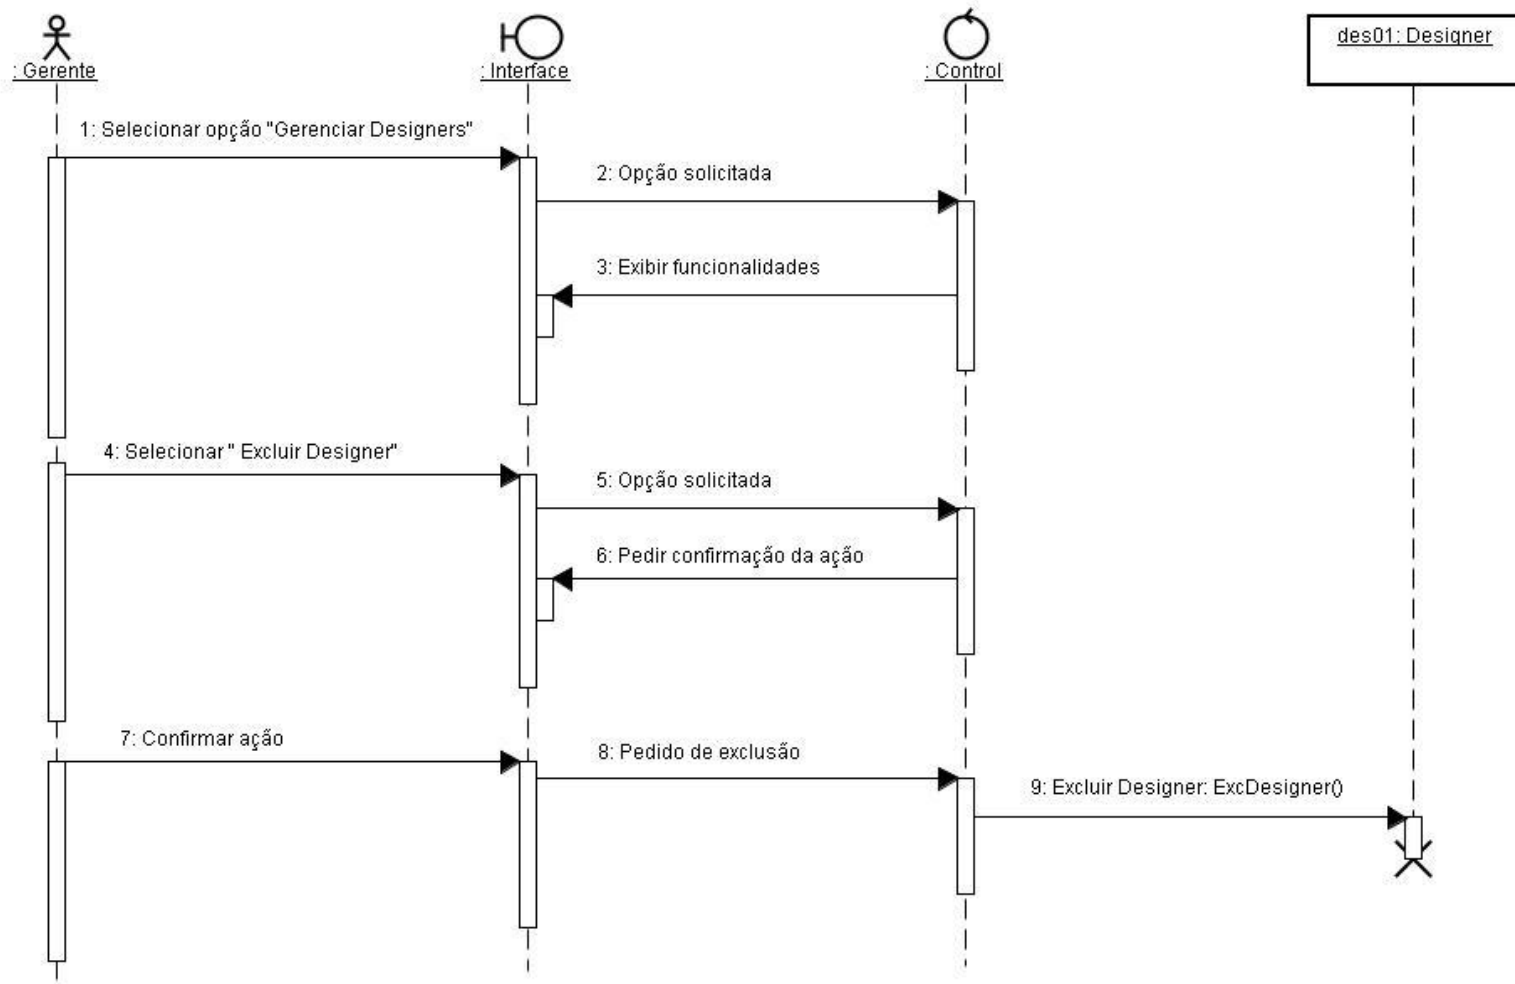 : Gerente
: Interface
: Control
des01: Designer
1: Selecionar opção "Gerenciar Designers"
2: Opção solicitada
3: Exibir funcionalidades
4: Selecionar " Excluir Designer"
5: Opção solicitada
6: Pedir confirmação da ação
7: Confirmar ação
8: Pedido de exclusão
9: Excluir Designer: ExcDesigner()